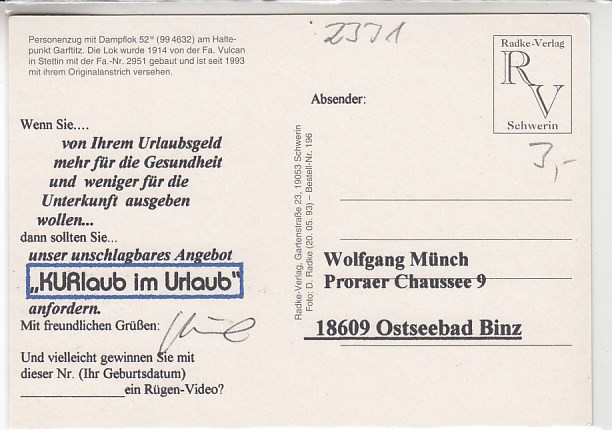 Personenzug mit Dampflok 52ᴹ (99 4632) am Halte-
punkt Garftitz. Die Lok wurde 1914 von der Fa. Vulcan
in Stettin mit der Fa.-Nr. 2951 gebaut und ist seit 1993
mit ihrem Originalanstrich versehen.
2331
Radke-Verlag
RV
Schwerin
3,-
Absender:
Wenn Sie....
von Ihrem Urlaubsgeld
mehr für die Gesundheit
und weniger für die
Unterkunft ausgeben
wollen...
dann sollten Sie...
unser unschlagbares Angebot
„KURlaub im Urlaub"
anfordern.
Mit freundlichen Grüßen:
Und vielleicht gewinnen Sie mit
dieser Nr. (Ihr Geburtsdatum)
ein Rügen-Video?
Radke-Verlag, Gartenstraße 23, 19053 Schwerin
Foto: D. Radke (20. 05. 93) – Bestell-Nr. 196
Wolfgang Münch
Proraer Chaussee 9
18609 Ostseebad Binz